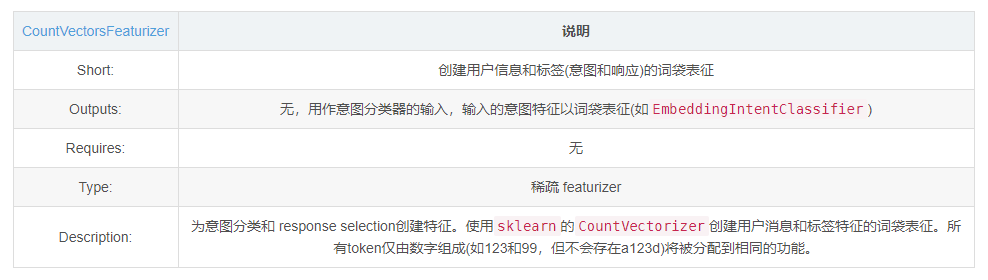 CountVectorsFeaturizer 说明
Short: 创建用户信息和标签(意图和响应)的词袋表征
Outputs: 无，用作意图分类器的输入，输入的意图特征以词袋表征(如 EmbeddingIntentClassifier )
Requires: 无
Type: 稀疏 featurizer
Description: 为意图分类和 response selection创建特征。使用 sklearn 的 CountVectorizer 创建用户消息和标签特征的词袋表征。所
有token仅由数字组成(如123和99，但不会存在a123d)将被分配到相同的功能。